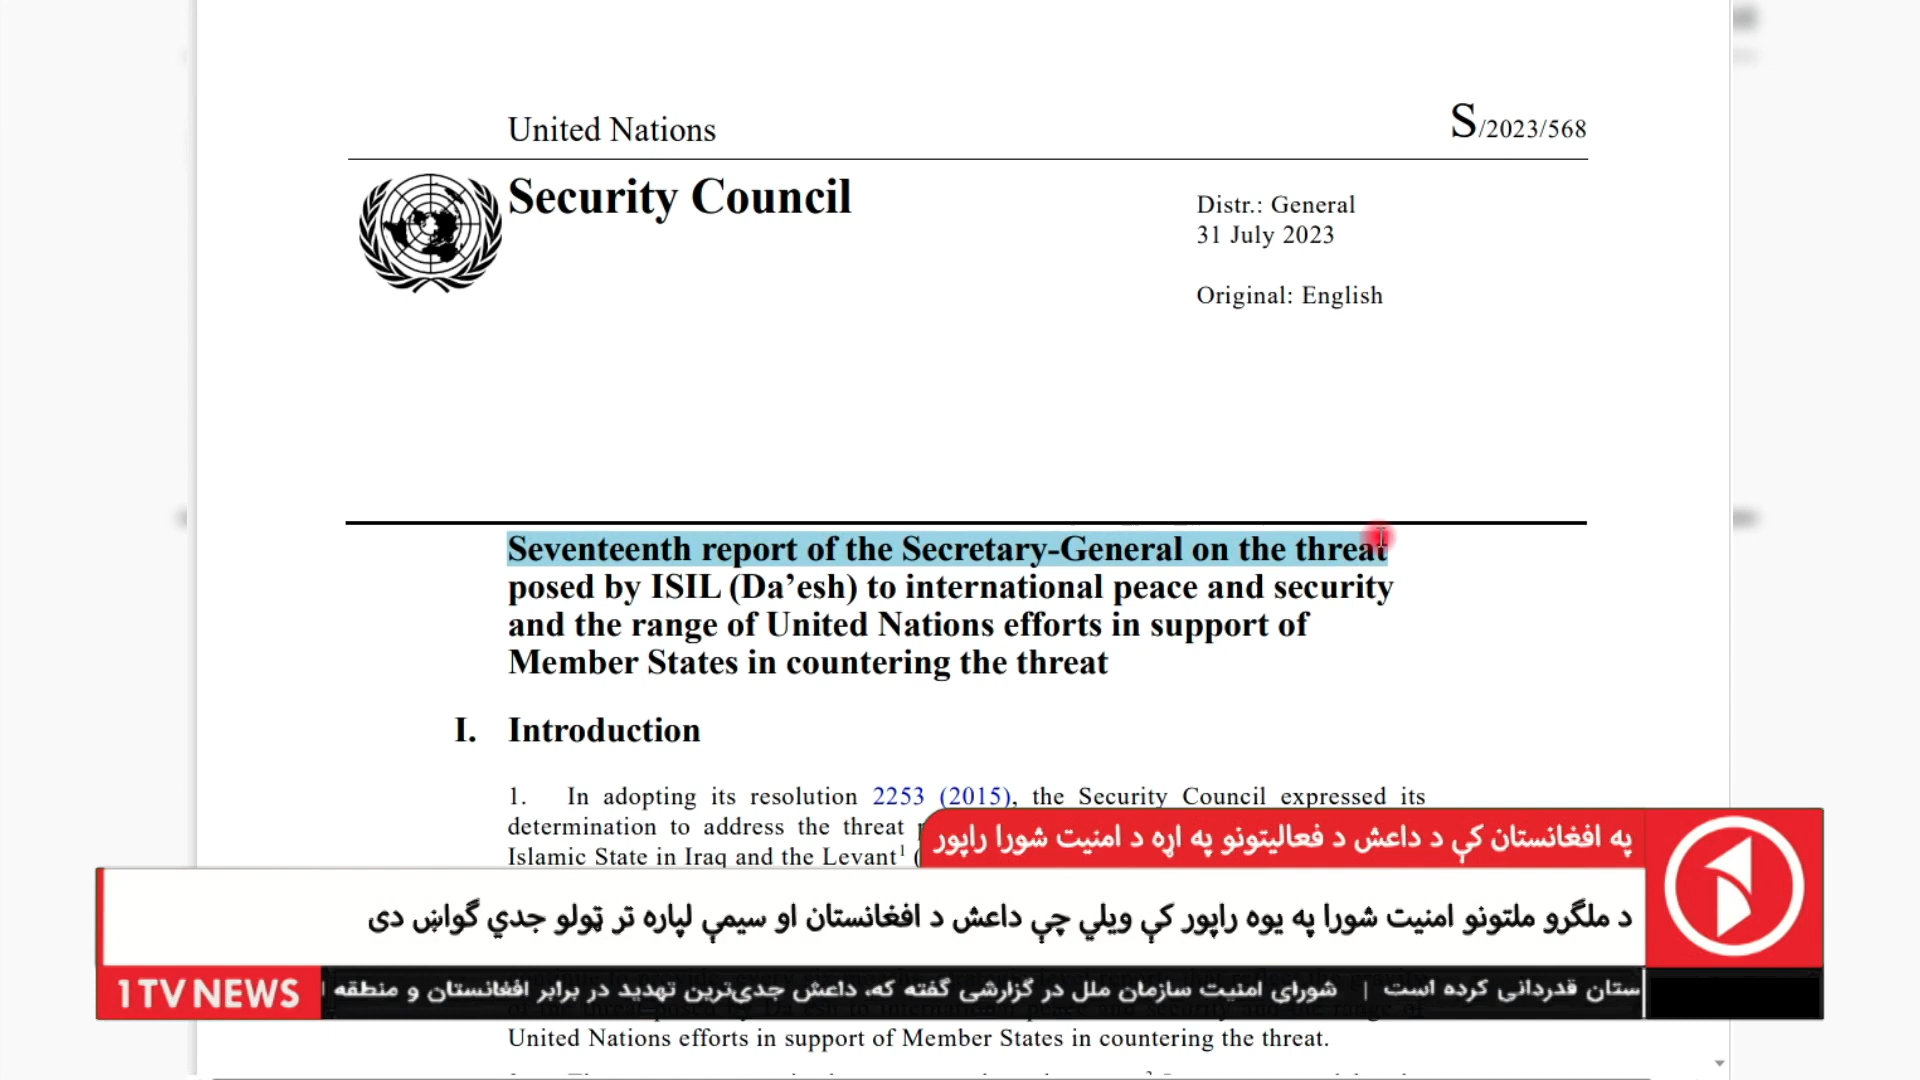 United Nations
S/2023/568
Security Council
Distr.: General
31 July 2023
Original: English
Seventeenth report of the Secretary-General on the threat
posed by ISIL (Da’esh) to international peace and security
and the range of United Nations efforts in support of
Member States in countering the threat
I. Introduction
1. In adopting its resolution 2253 (2015), the Security Council expressed its
determination to address the threat
Islamic State in Iraq and the Levant1 (
په افغانستان کې د داعش د فعالیتونو په اړه د امنیت شورا راپور
د ملګرو ملتونو امنیت شورا په یوه راپور کې ویلي چې داعش د افغانستان او سیمې لپاره تر ټولو جدي ګواښ دی
1TV NEWS
ستان قدردانی کرده است | شورای امنیت سازمان ملل در گزارشی گفته که، داعش جدی‌ترین تهدید در برابر افغانستان و منطقه ا
United Nations efforts in support of Member States in countering the threat.